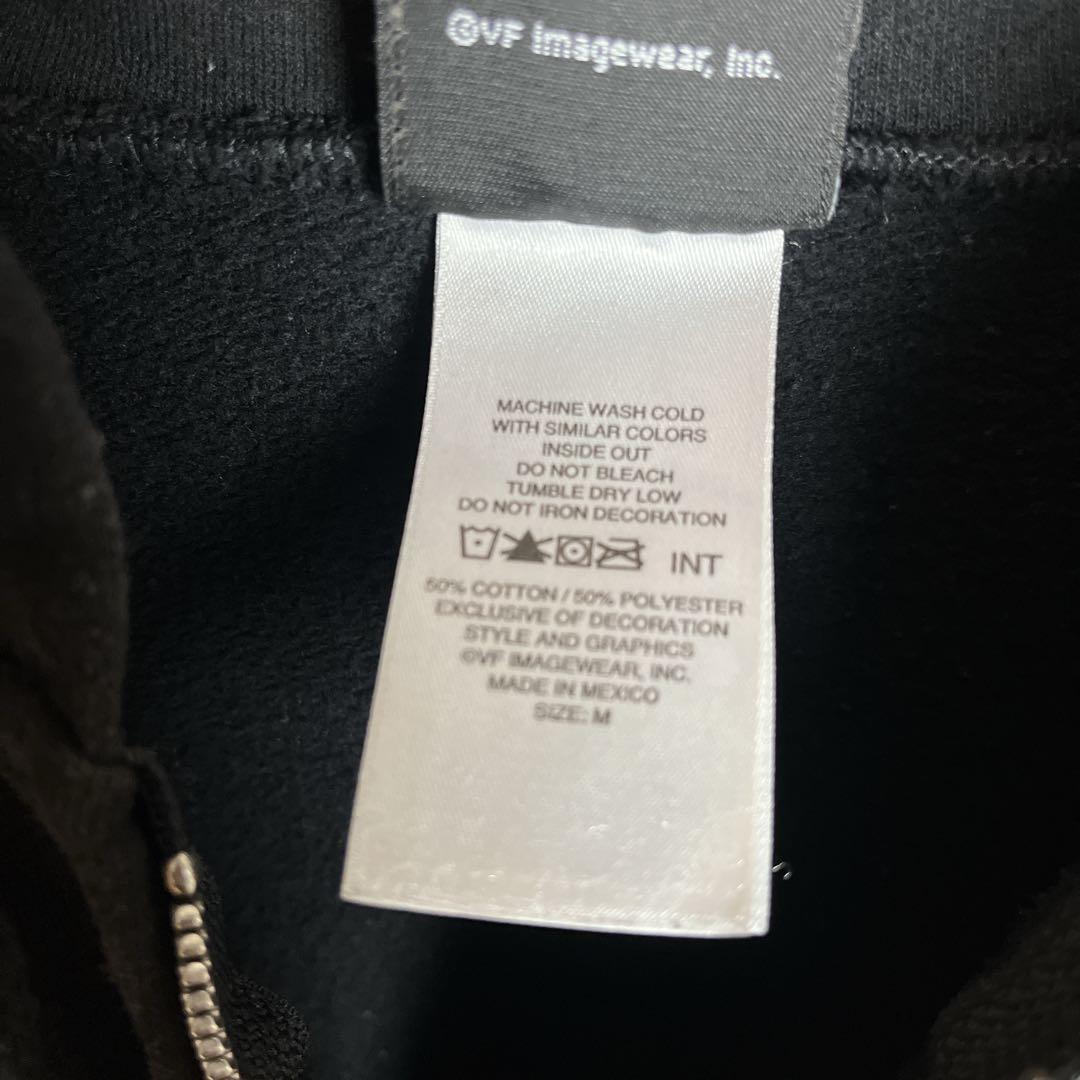 ©VF Imagewear, Inc.
MACHINE WASH COLD
WITH SIMILAR COLORS
INSIDE OUT
DO NOT BLEACH
TUMBLE DRY LOW
DO NOT IRON DECORATION
INT
50% COTTON / 50% POLYESTER
EXCLUSIVE OF DECORATION
STYLE AND GRAPHICS
©VF IMAGEWEAR, INC.
MADE IN MEXICO
SIZE: M